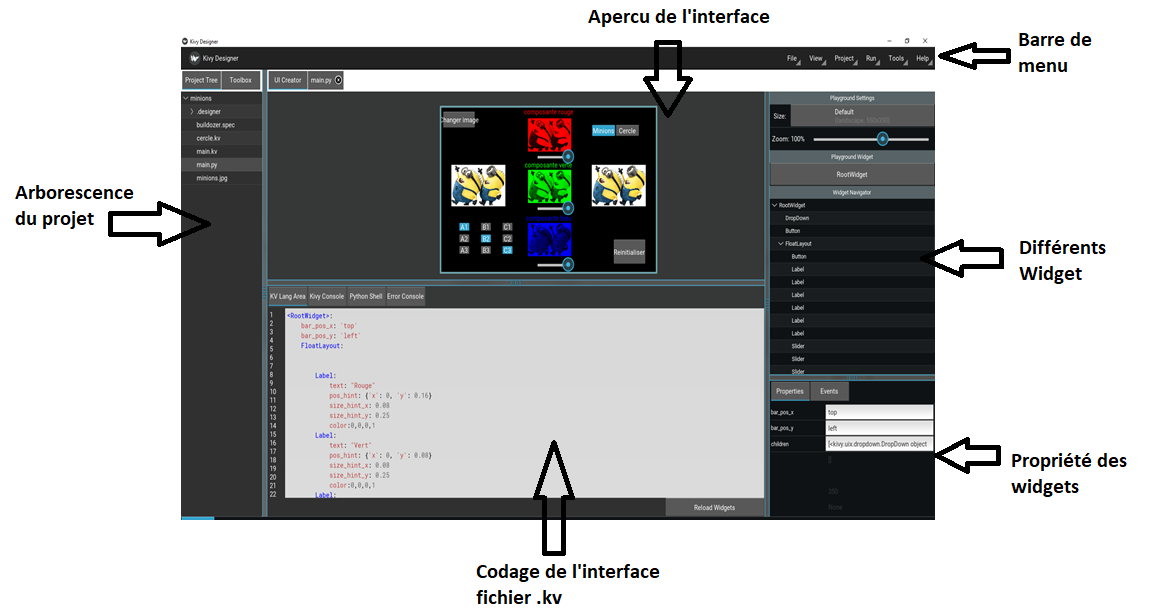 Apercu de l'interface
Barre de
menu
Arborescence
du projet
Différents
Widget
Propriété des
widgets
Codage de l'interface
fichier .kv
Kivy Designer
Kivy Designer
File View Project Run Tools Help
Project Tree Toolbox
minions
.designer
buildozer.spec
cercle.kv
main.kv
main.py
minions.jpg
UI Creator main.py
Changer image
composante rouge
Minions Cercle
composante verte
A1 B1 C1
A2 B2 C2
A3 B3 C3
Reinitialiser
KV Lang Area Kivy Console Python Shell Error Console
1 <RootWidget>:
2 bar_pos_x: 'top'
3 bar_pos_y: 'left'
4 FloatLayout:
5
6
7
8 Label:
9 text: "Rouge"
10 pos_hint: {'x': 0, 'y': 0.16}
11 size_hint_x: 0.08
12 size_hint_y: 0.25
13 color:0,0,0,1
14 Label:
15 text: "Vert"
16 pos_hint: {'x': 0, 'y': 0.08}
17 size_hint_x: 0.08
18 size_hint_y: 0.25
19 color:0,0,0,1
20 Label:
21
22
Reload Widgets
Playground Settings
Size: Default
Zoom: 100%
Playground Widget
RootWidget
Widget Navigator
RootWidget
DropDown
Button
FloatLayout
Button
Label
Label
Label
Label
Label
Label
Slider
Slider
Slider
Properties Events
bar_pos_x top
bar_pos_y left
children [<kivy.uix.dropdown.DropDown object
350
None